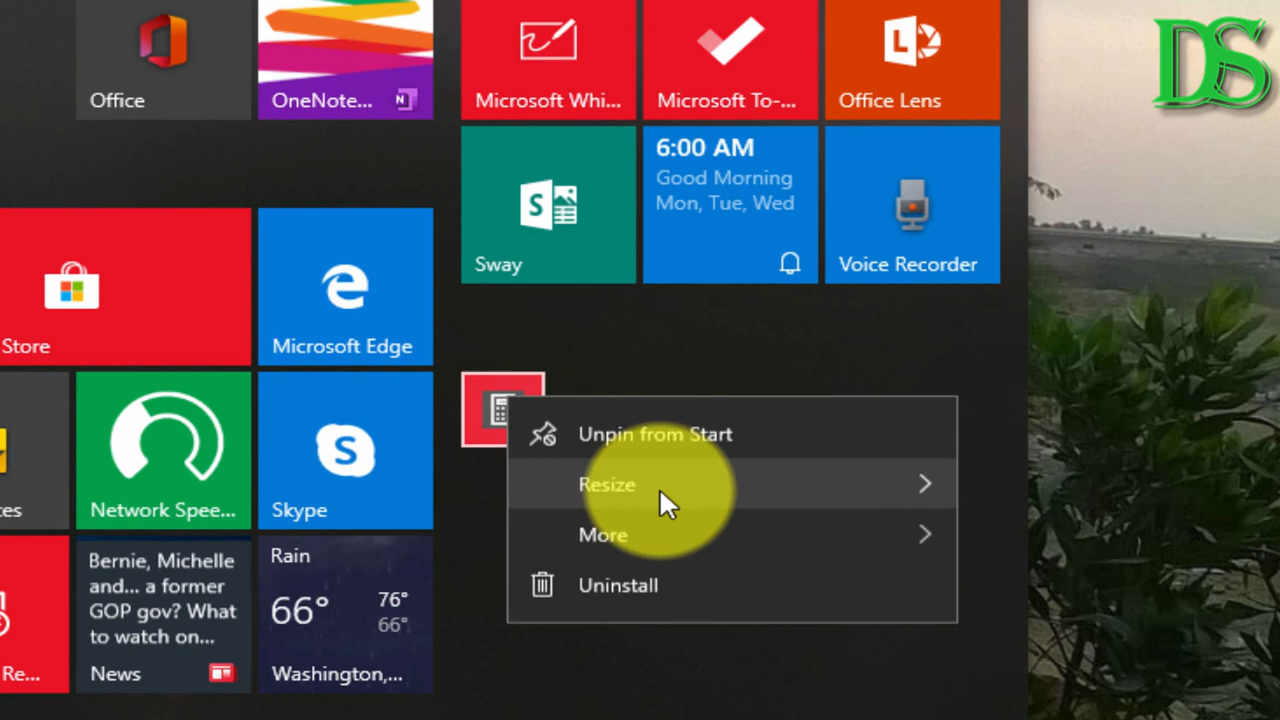 Office
OneNote...
N
Microsoft Whi...
Microsoft To-...
L
Office Lens
DS
S
Sway
6:00 AM
Good Morning
Mon, Tue, Wed
Voice Recorder
Store
Microsoft Edge
ces
Network Spee...
S
Skype
Unpin from Start
Resize
More
Uninstall
Re...
Bernie, Michelle
and... a former
GOP gov? What
to watch on...
News
Rain
66° 76°
66°
Washington,...